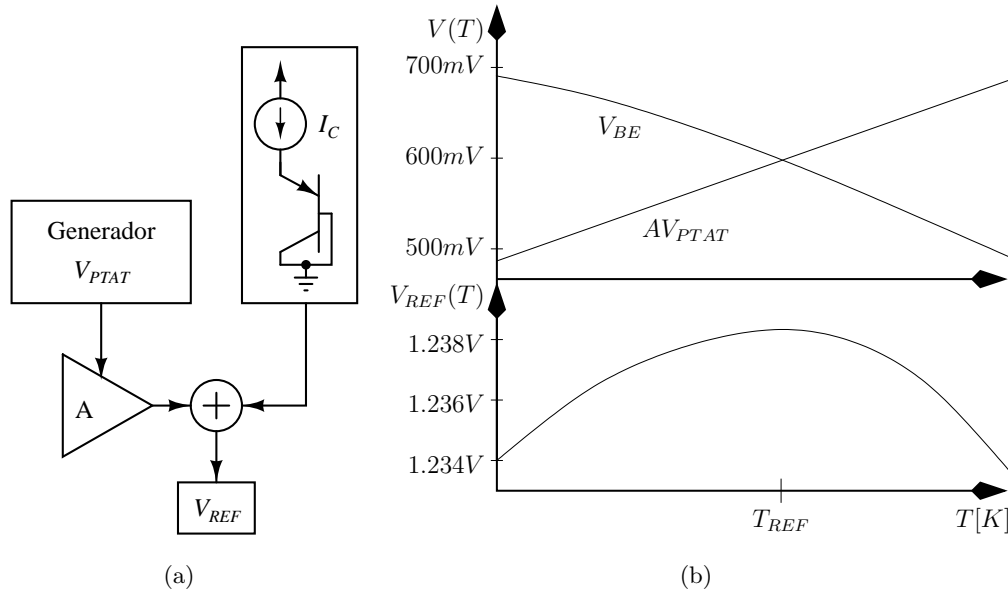 I_C
Generador
V_PTAT
A
V_REF
(a)
V(T)
700mV
600mV
500mV
V_BE
AV_PTAT
V_REF(T)
1.238V
1.236V
1.234V
T_REF
T[K]
(b)